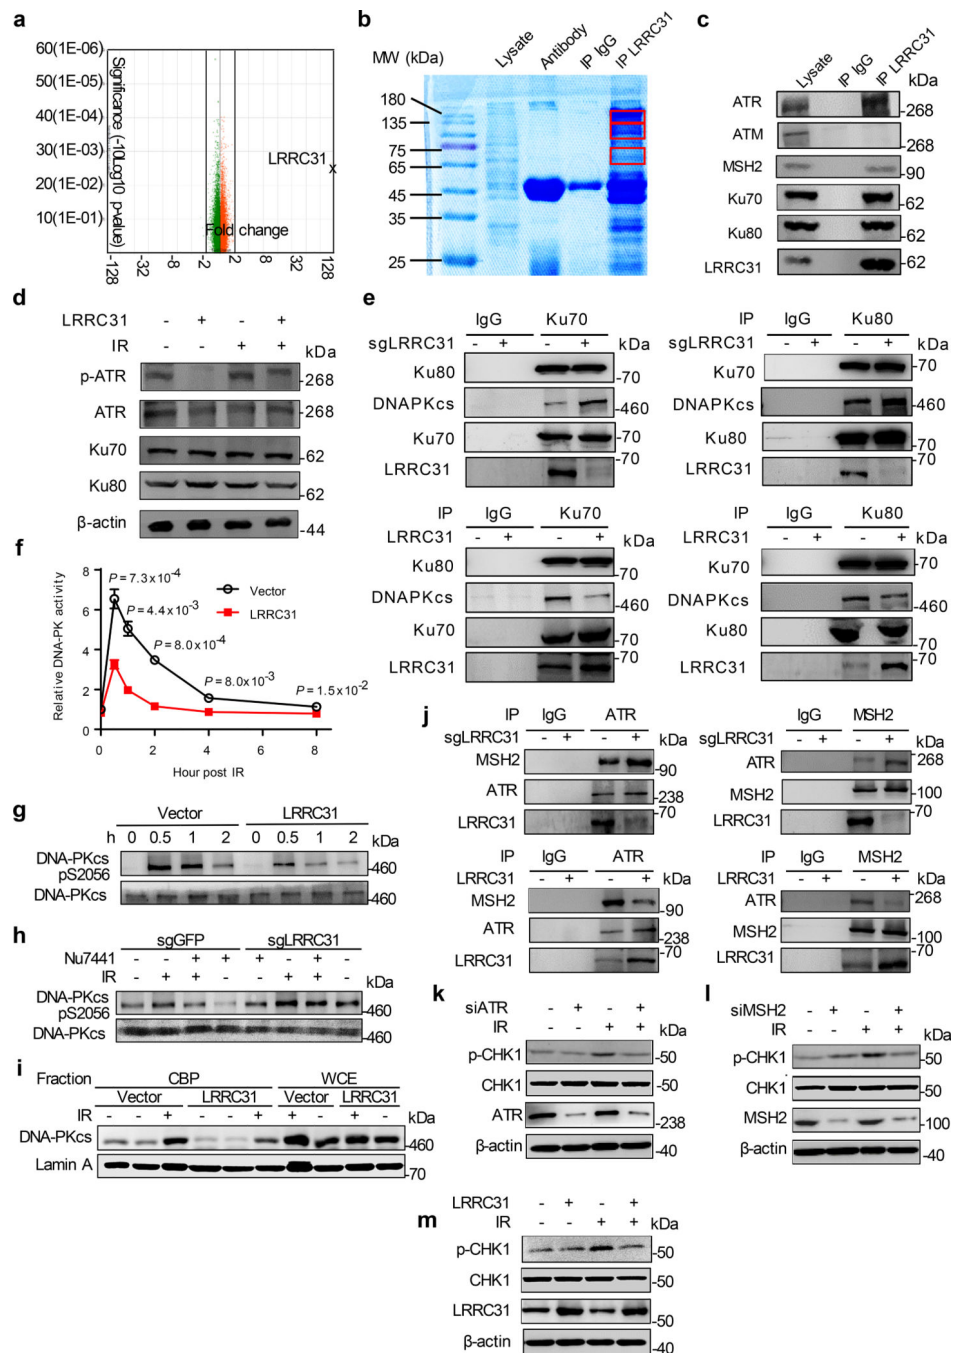 a
60(1E-06)
50(1E-05)
40(1E-04)
30(1E-03)
20(1E-02)
10(1E-01)
Significance (-10Log10 p-value)
LRRC31
x
Fold change
-128 -32 -8 -2 2 8 32 128
b
MW (kDa) Lysate Antibody IP IgG IP LRRC31
180
135
75
65
45
35
25
c
Lysate IP IgG IP LRRC31 kDa
ATR -268
ATM -268
MSH2 -90
Ku70 -62
Ku80 -62
LRRC31 -62
d
LRRC31 - + - +
IR - - + + kDa
p-ATR -268
ATR -268
Ku70 -62
Ku80 -62
β-actin -44
e
IgG Ku70
sgLRRC31 - + - + kDa
Ku80 -70
DNAPKcs -460
Ku70 -70
LRRC31 -70
IP IgG Ku80
sgLRRC31 - + - + kDa
Ku70 -70
DNAPKcs -460
Ku80 -70
LRRC31 -70
IP IgG Ku70
LRRC31 - + - + kDa
Ku80 -70
DNAPKcs -460
Ku70 -70
LRRC31 -70
IP IgG Ku80
LRRC31 - + - + kDa
Ku70 -70
DNAPKcs -460
Ku80 -70
LRRC31 -70
f
Relative DNA-PK activity
8
6
4
2
0
P = 7.3x10-4
P = 4.4x10-3
P = 8.0x10-4
P = 8.0x10-3
P = 1.5x10-2
Vector
LRRC31
0 2 4 6 8
Hour post IR
g
Vector LRRC31
h 0 0.5 1 2 0 0.5 1 2 kDa
DNA-PKcs
pS2056 -460
DNA-PKcs -460
h
sgGFP sgLRRC31
Nu7441 - - + + + - + -
IR - + + - - + + - kDa
DNA-PKcs
pS2056 -460
DNA-PKcs -460
i
Fraction CBP WCE
Vector LRRC31 Vector LRRC31
IR - - + - - + + - + - kDa
DNA-PKcs -460
Lamin A -70
j
IP IgG ATR
sgLRRC31 - + - + kDa
MSH2 -90
ATR -238
LRRC31 -70
IgG MSH2
sgLRRC31 - + - + kDa
ATR -268
MSH2 -100
LRRC31 -70
IP IgG ATR
LRRC31 - + - + kDa
MSH2 -90
ATR -238
LRRC31 -70
IP IgG MSH2
LRRC31 - + - + kDa
ATR -268
MSH2 -100
LRRC31 -70
k
siATR - + - +
IR - - + + kDa
p-CHK1 -50
CHK1 -50
ATR -238
β-actin -40
l
siMSH2 - + - +
IR - - + + kDa
p-CHK1 -50
CHK1 -50
MSH2 -100
β-actin -40
m
LRRC31 - + - +
IR - - + + kDa
p-CHK1 -50
CHK1 -50
LRRC31 -50
β-actin -40